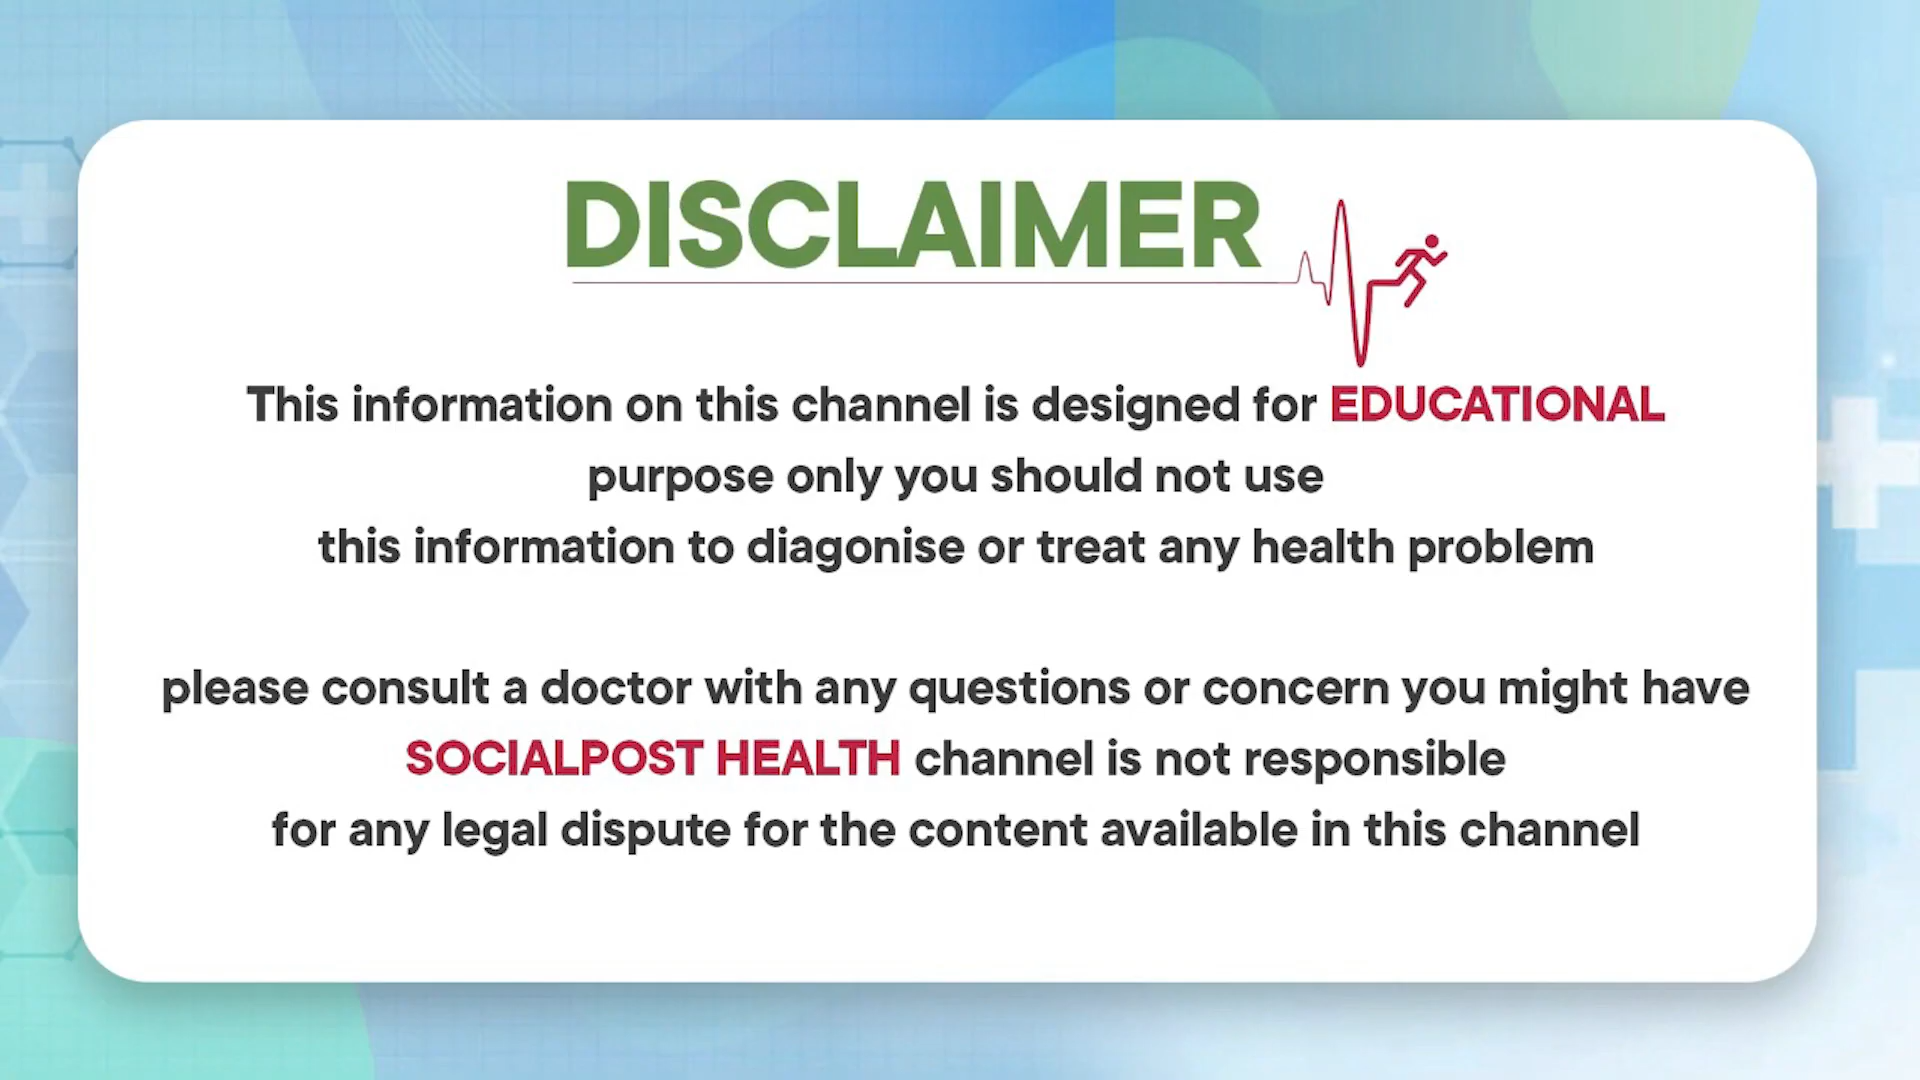 DISCLAIMER
This information on this channel is designed for EDUCATIONAL
purpose only you should not use
this information to diagonise or treat any health problem
please consult a doctor with any questions or concern you might have
SOCIALPOST HEALTH channel is not responsible
for any legal dispute for the content available in this channel